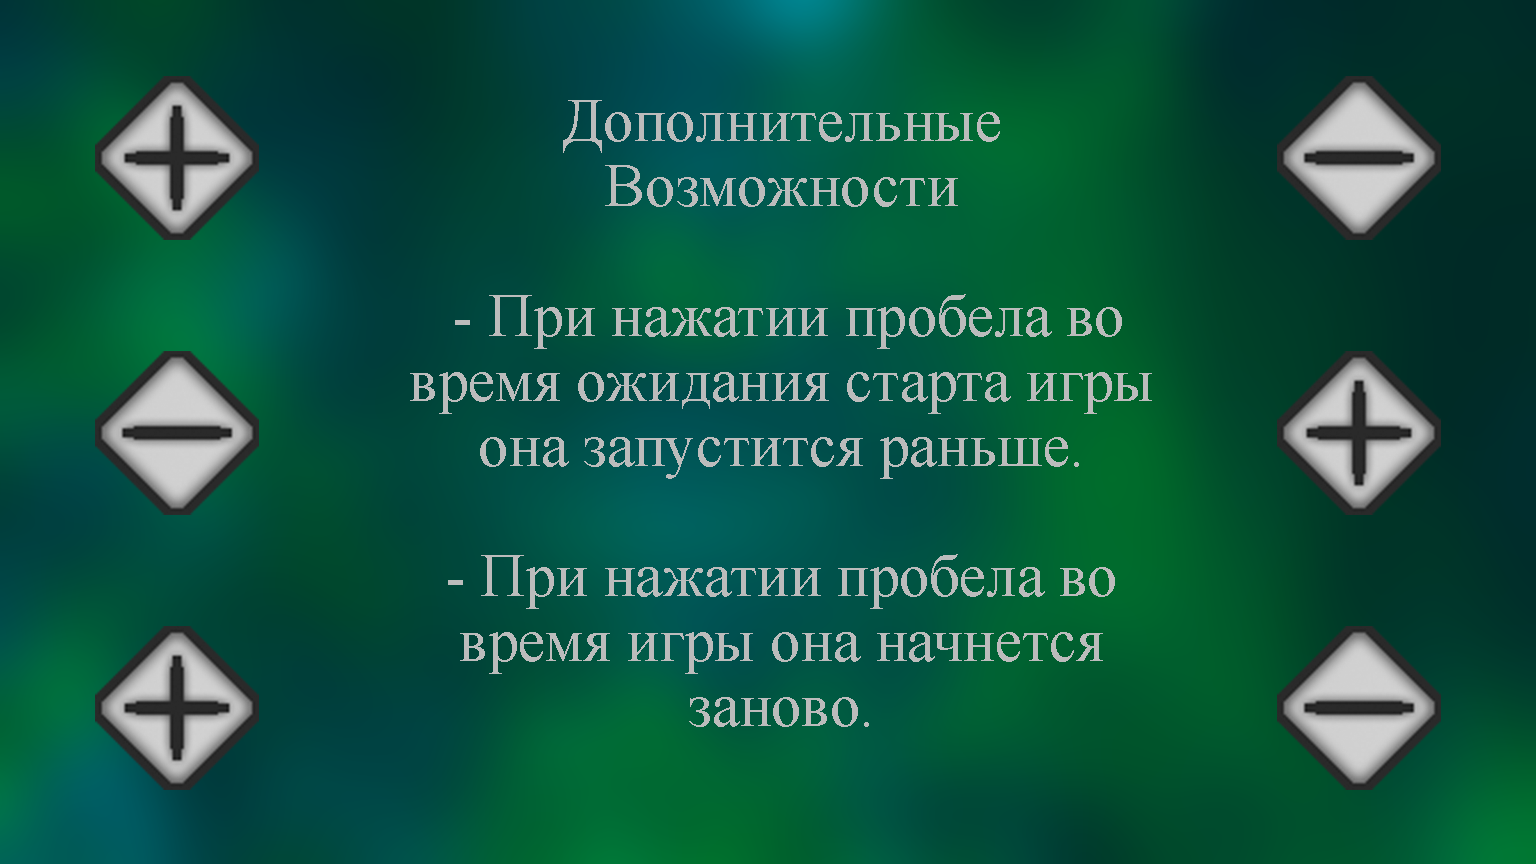 Дополнительные
Возможности
- При нажатии пробела во
время ожидания старта игры
она запустится раньше.
- При нажатии пробела во
время игры она начнется
заново.